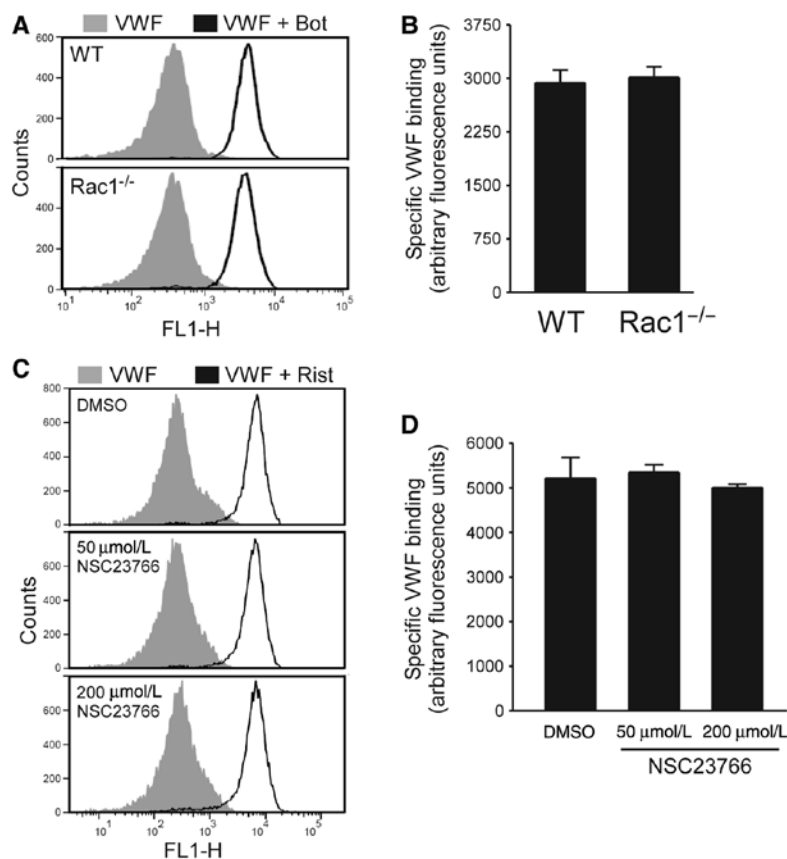 A
VWF VWF + Bot
WT
600
400
200
0
Rac1⁻/⁻
600
400
200
0
Counts
10¹ 10² 10³ 10⁴ 10⁵
FL1-H
B
Specific VWF binding
(arbitrary fluorescence units)
3750
3000
2250
1500
750
0
WT Rac1⁻/⁻
C
VWF VWF + Rist
DMSO
800
600
400
200
0
50 µmol/L
NSC23766
600
400
200
0
200 µmol/L
NSC23766
600
400
200
0
Counts
10¹ 10² 10³ 10⁴ 10⁵
FL1-H
D
Specific VWF binding
(arbitrary fluorescence units)
6000
5000
4000
3000
2000
1000
0
DMSO 50 µmol/L 200 µmol/L
NSC23766